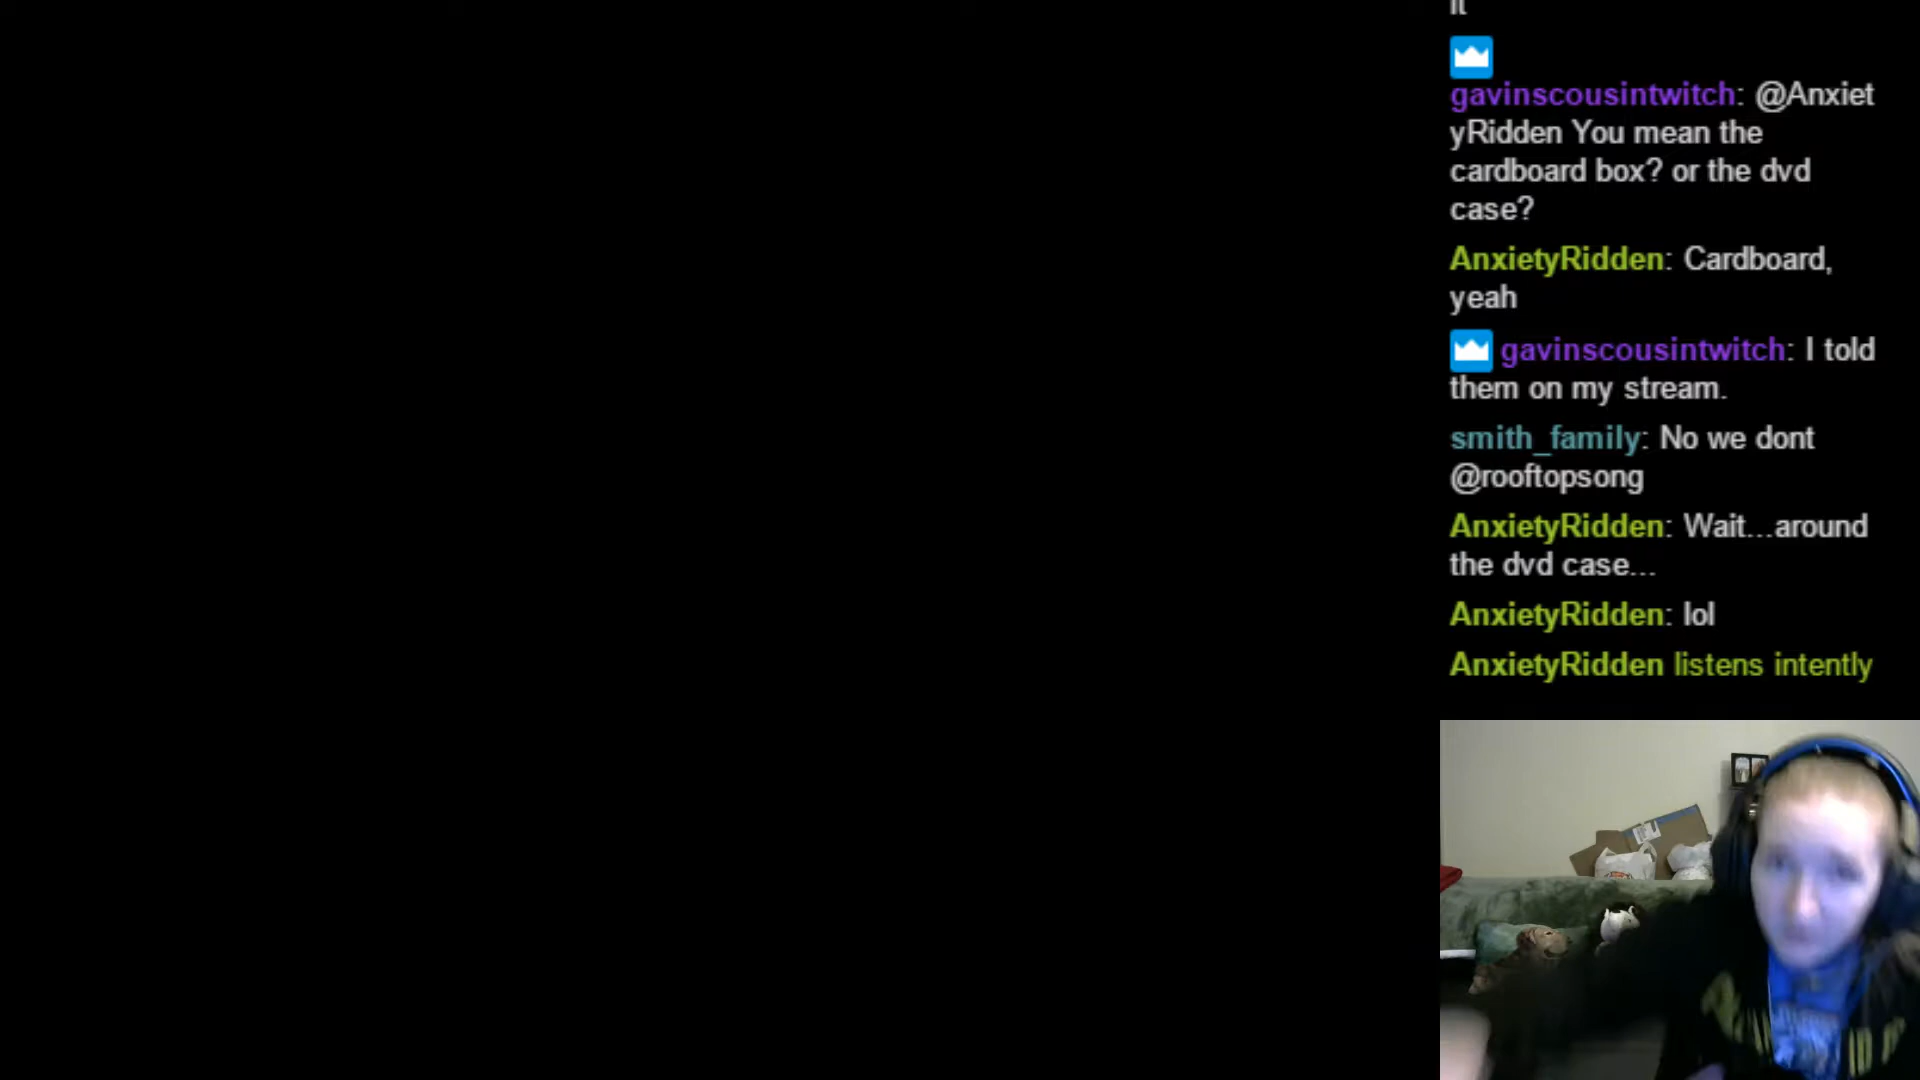 it
gavinscousintwitch: @Anxiet
yRidden You mean the
cardboard box? or the dvd
case?
AnxietyRidden: Cardboard,
yeah
gavinscousintwitch: I told
them on my stream.
smith_family: No we dont
@rooftopsong
AnxietyRidden: Wait...around
the dvd case...
AnxietyRidden: lol
AnxietyRidden listens intently